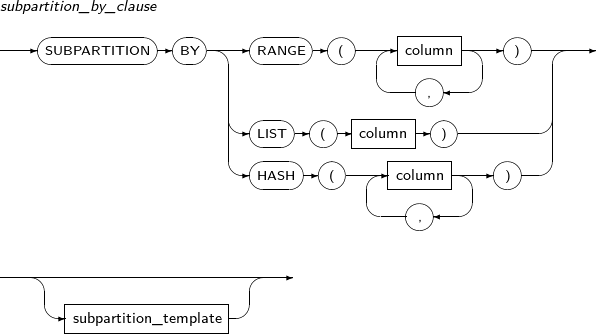 subpartition_by_clause
SUBPARTITION BY RANGE ( column )
,
LIST ( column )
HASH ( column )
,
subpartition_template